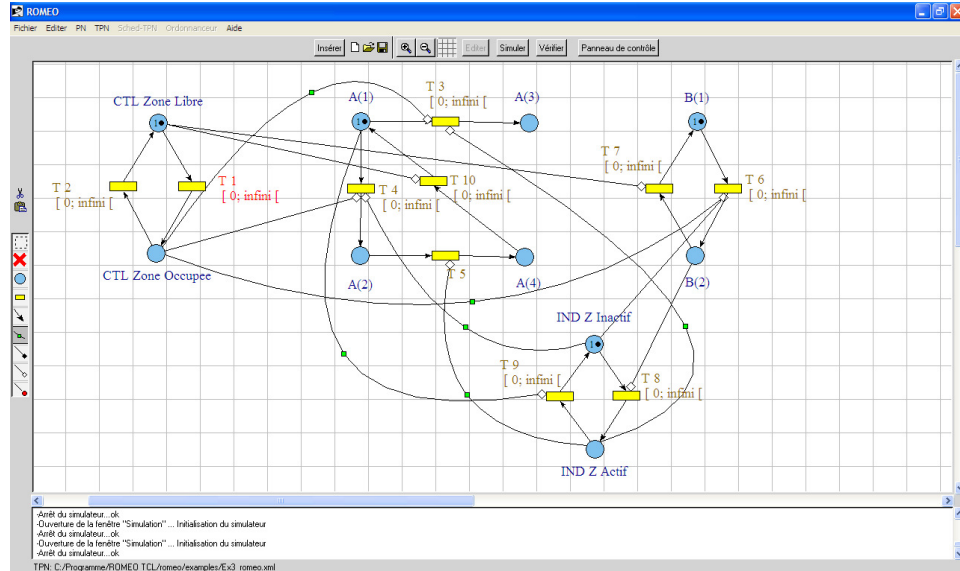 ROMEO
Fichier Editer PN TPN Sched-TPN Ordonnanceur Aide
Insérer Editer Simuler Vérifier Panneau de contrôle
CTL Zone Libre
1
T 2
[ 0; infini [
T 1
[ 0; infini [
CTL Zone Occupee
A(1)
1
T 3
[ 0; infini [
A(3)
T 4
[ 0; infini [
T 10
[ 0; infini [
A(2)
T 5
A(4)
B(1)
1
T 7
[ 0; infini [
T 6
[ 0; infini [
B(2)
IND Z Inactif
1
T 9
[ 0; infini [
T 8
[ 0; infini [
IND Z Actif
-Arrêt du simulateur...ok
-Ouverture de la fenêtre "Simulation" ... Initialisation du simulateur
-Arrêt du simulateur...ok
-Ouverture de la fenêtre "Simulation" ... Initialisation du simulateur
-Arrêt du simulateur...ok
TPN: C:/Programme/ROMEO TCL/romeo/examples/Ex3_romeo.xml